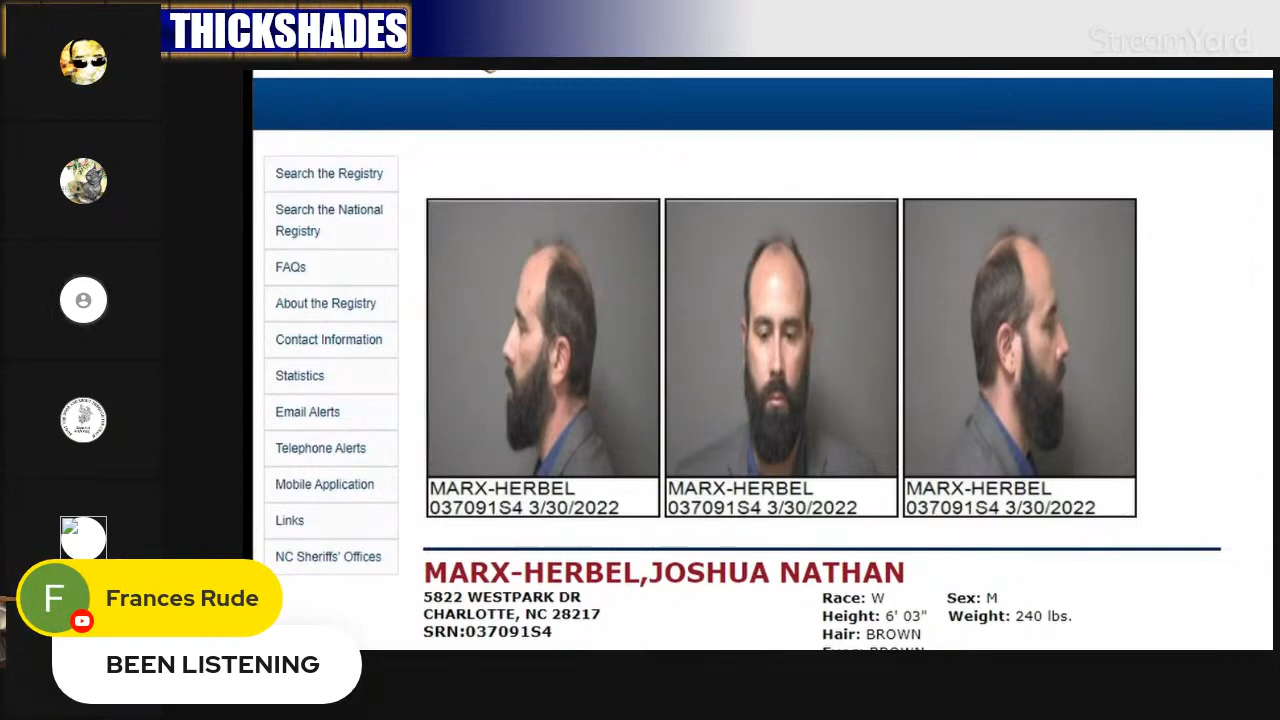 THICKSHADES
StreamYard
Search the Registry
Search the National
Registry
FAQs
About the Registry
Contact Information
Statistics
Email Alerts
Telephone Alerts
Mobile Application
Links
NC Sheriffs' Offices
MARX-HERBEL
037091S4 3/30/2022
MARX-HERBEL
037091S4 3/30/2022
MARX-HERBEL
037091S4 3/30/2022
MARX-HERBEL,JOSHUA NATHAN
5822 WESTPARK DR
CHARLOTTE, NC 28217
SRN:037091S4
Race: W Sex: M
Height: 6' 03" Weight: 240 lbs.
Hair: BROWN
F
Frances Rude
BEEN LISTENING